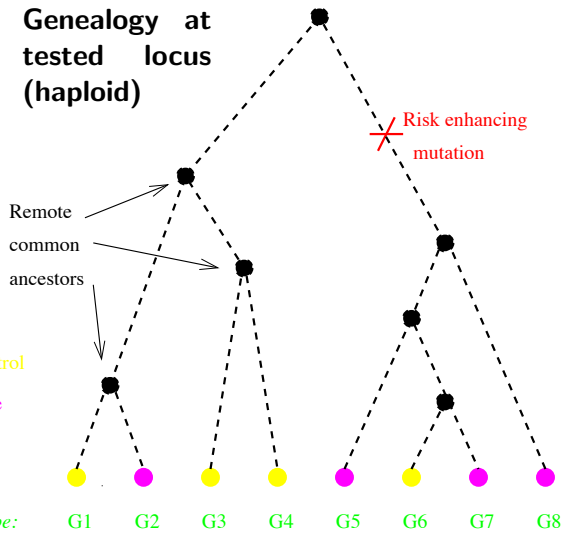 Genealogy at
tested locus
(haploid)
Risk enhancing
mutation
Remote
common
ancestors
G1 G2 G3 G4 G5 G6 G7 G8